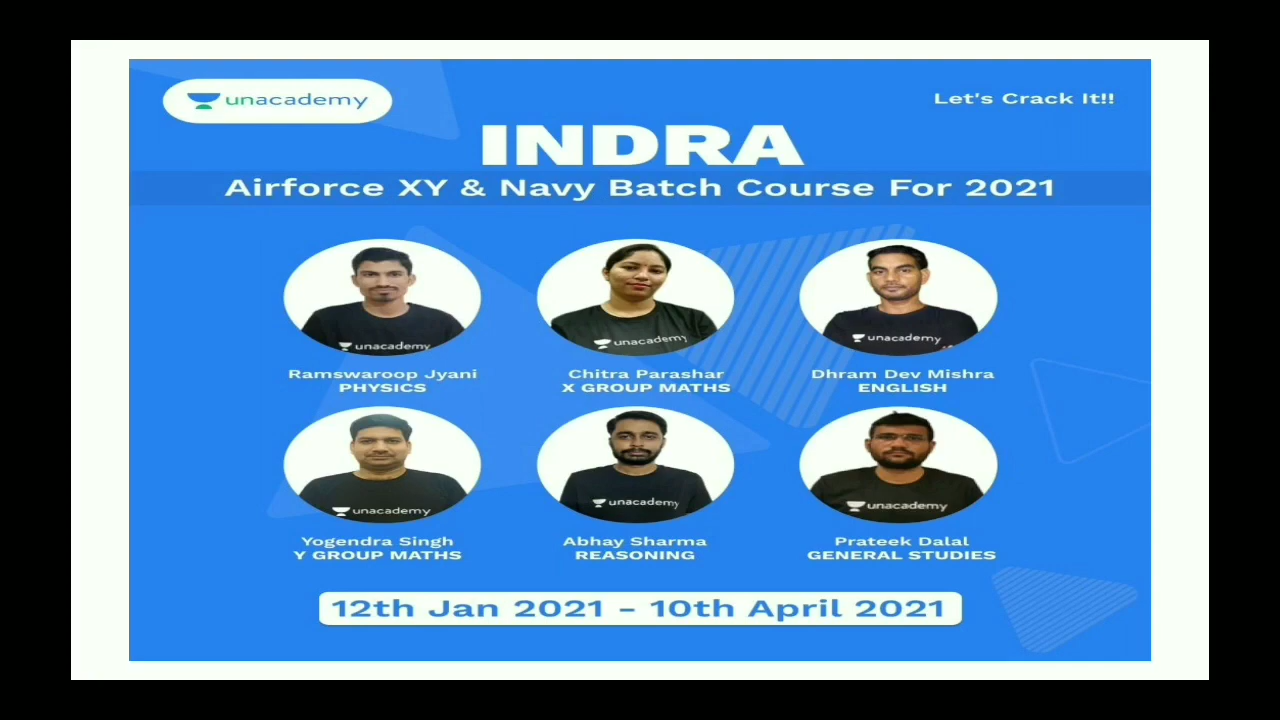 unacademy
Let's Crack It!!
INDRA
Airforce XY & Navy Batch Course For 2021
unacademy
unacademy
unacademy
Ramswaroop Jyani
PHYSICS
Chitra Parashar
X GROUP MATHS
Dhram Dev Mishra
ENGLISH
unacademy
unacademy
unacademy
Yogendra Singh
Y GROUP MATHS
Abhay Sharma
REASONING
Prateek Dalal
GENERAL STUDIES
12th Jan 2021 - 10th April 2021